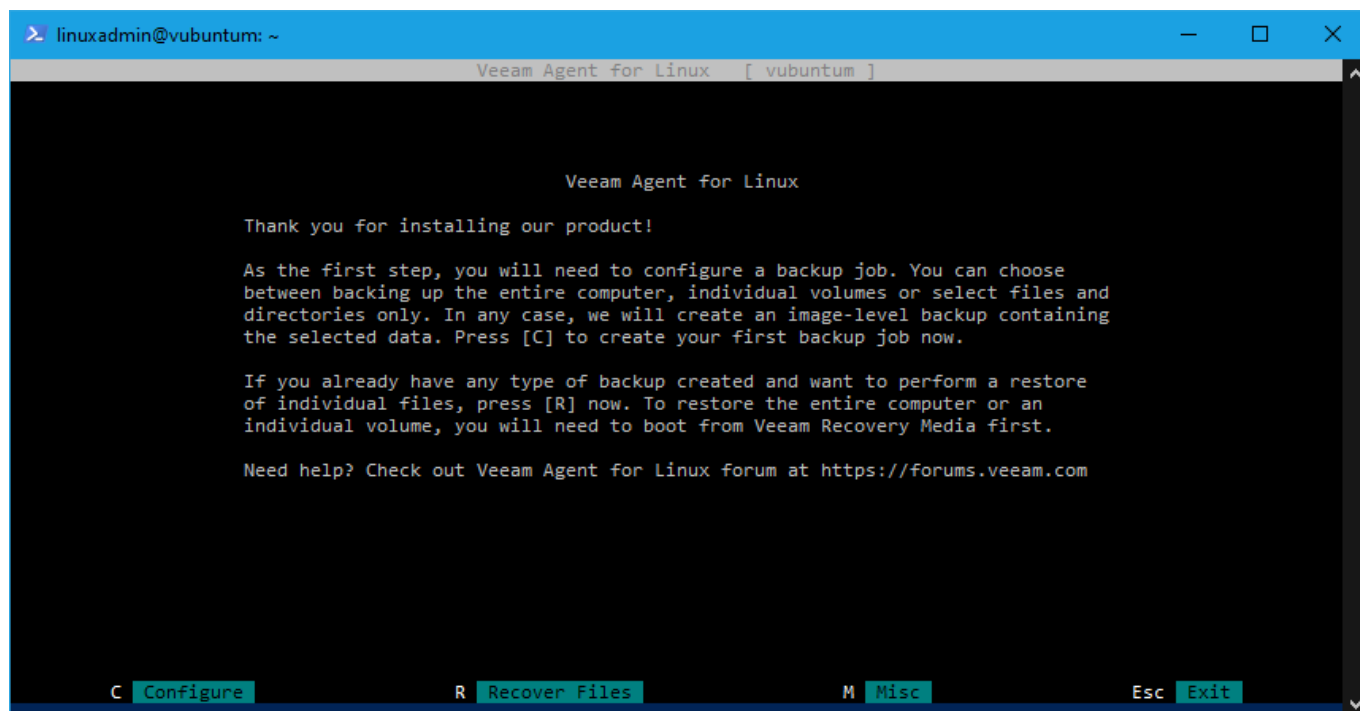 linuxadmin@vubuntum: ~
Veeam Agent for Linux [ vubuntum ]
Veeam Agent for Linux
Thank you for installing our product!
As the first step, you will need to configure a backup job. You can choose
between backing up the entire computer, individual volumes or select files and
directories only. In any case, we will create an image-level backup containing
the selected data. Press [C] to create your first backup job now.
If you already have any type of backup created and want to perform a restore
of individual files, press [R] now. To restore the entire computer or an
individual volume, you will need to boot from Veeam Recovery Media first.
Need help? Check out Veeam Agent for Linux forum at https://forums.veeam.com
C Configure R Recover Files M Misc Esc Exit